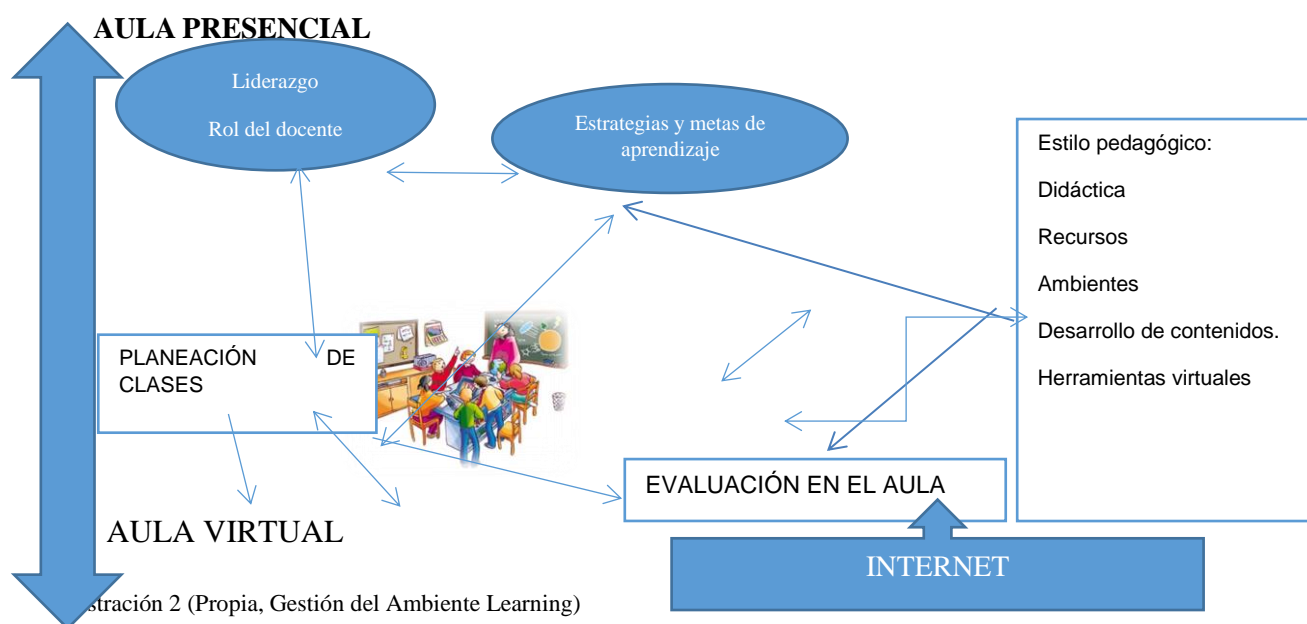 AULA PRESENCIAL
Liderazgo
Rol del docente
Estrategias y metas de
aprendizaje
Estilo pedagógico:
Didáctica
Recursos
Ambientes
Desarrollo de contenidos.
Herramientas virtuales
PLANEACIÓN DE
CLASES
EVALUACIÓN EN EL AULA
AULA VIRTUAL
INTERNET
stración 2 (Propia, Gestión del Ambiente Learning)